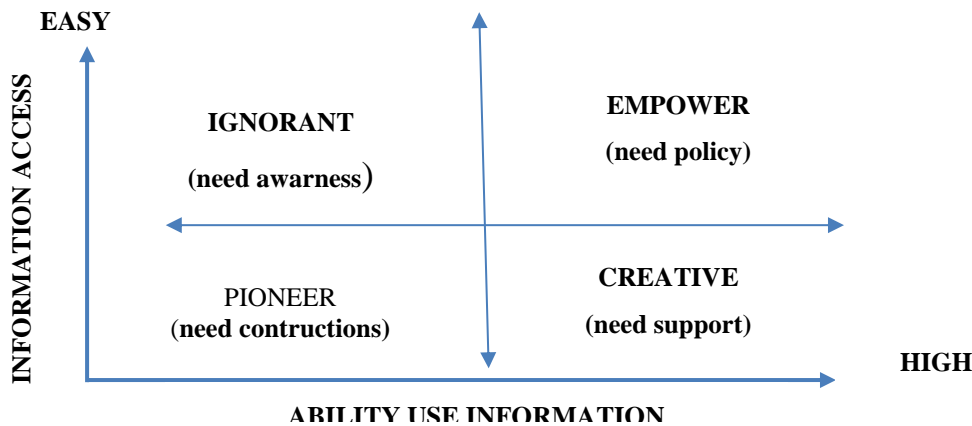 EASY
INFORMATION ACCESS
IGNORANT
(need awarness)
EMPOWER
(need policy)
PIONEER
(need contructions)
CREATIVE
(need support)
HIGH
ABILITY USE INFORMATION